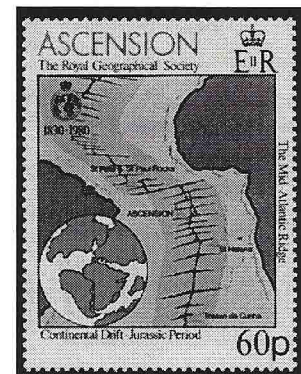 ASCENSION
The Royal Geographical Society
EIIR
1830-1980
St Peter & St Paul Rocks
ASCENSION
The Mid Atlantic Ridge
St Helena
Tristan da Cunha
Continental Drift-Jurassic Period
60p